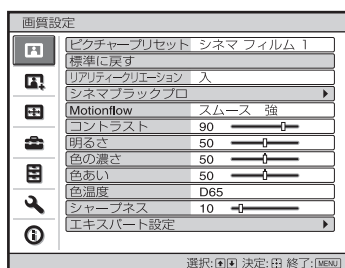 画質設定
ピクチャープリセット シネマ フィルム 1
標準に戻す
リアリティークリエーション 入
シネマブラックプロ
Motionflow スムース 強
コントラスト 90
明るさ 50
色の濃さ 50
色あい 50
色温度 D65
シャープネス 10
エキスパート設定
選択: 決定: 終了: MENU